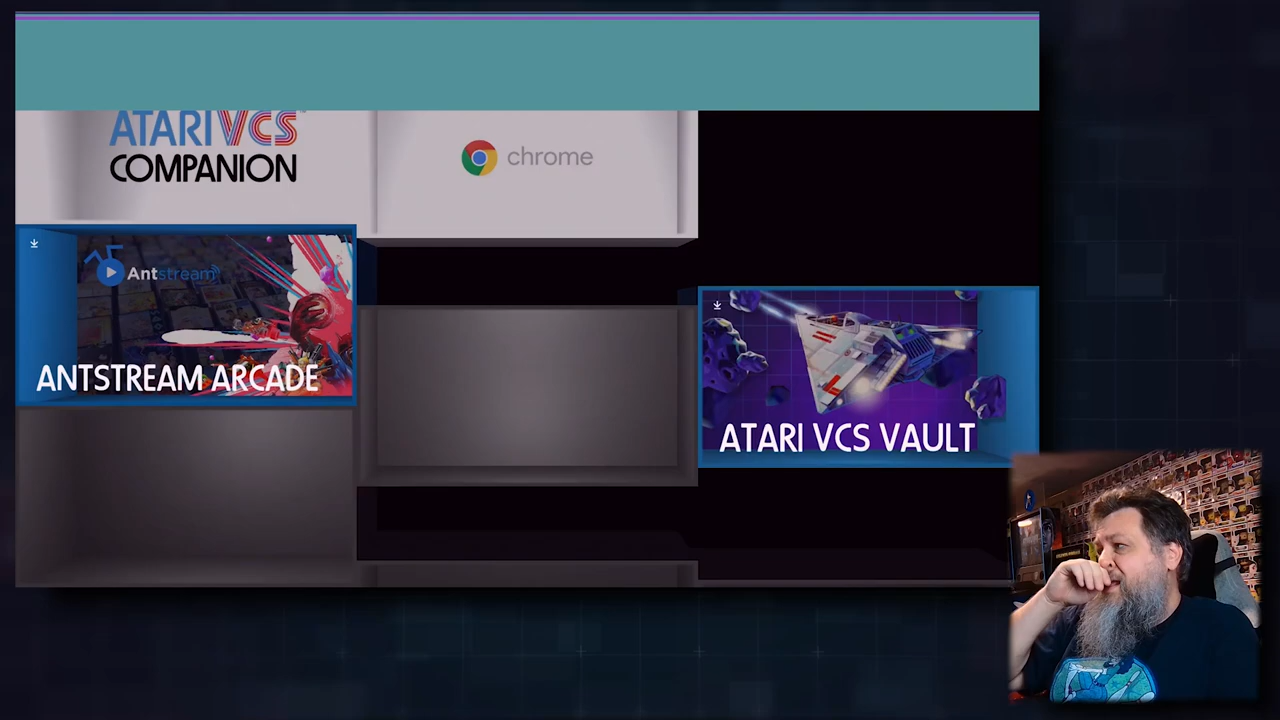 ATARI VCS
COMPANION
chrome
Antstream
ANTSTREAM ARCADE
ATARI VCS VAULT